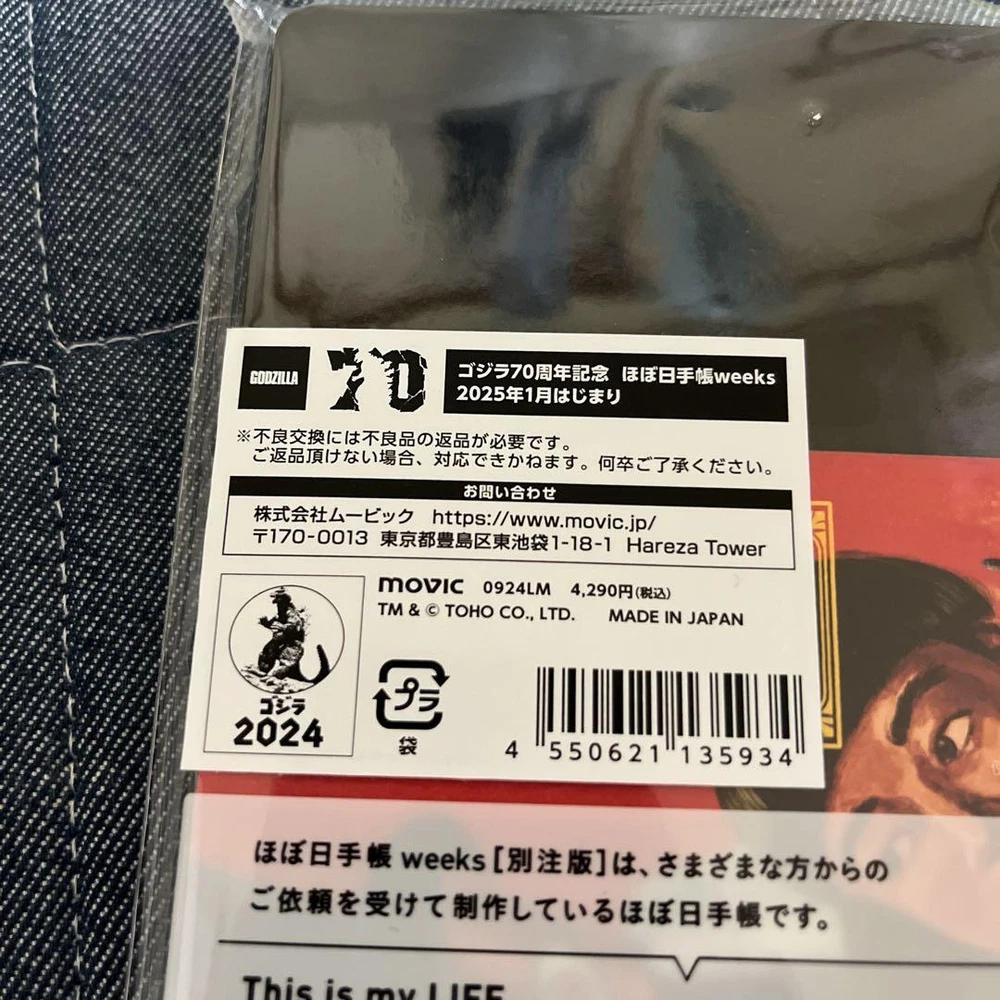 GODZILLA
70
ゴジラ70周年記念 ほぼ日手帳weeks
2025年1月はじまり
※不良交換には不良品の返品が必要です。
ご返品頂けない場合、対応できかねます。何卒ご了承ください。
お問い合わせ
株式会社ムービック https://www.movic.jp/
〒170-0013 東京都豊島区東池袋1-18-1 Hareza Tower
movic 0924LM 4,290円(税込)
TM & © TOHO CO., LTD. MADE IN JAPAN
ゴジラ
2024
プラ
袋
4 550621 135934
ほぼ日手帳 weeks[別注版]は、さまざまな方からの
ご依頼を受けて制作しているほぼ日手帳です。
This is my LIFE